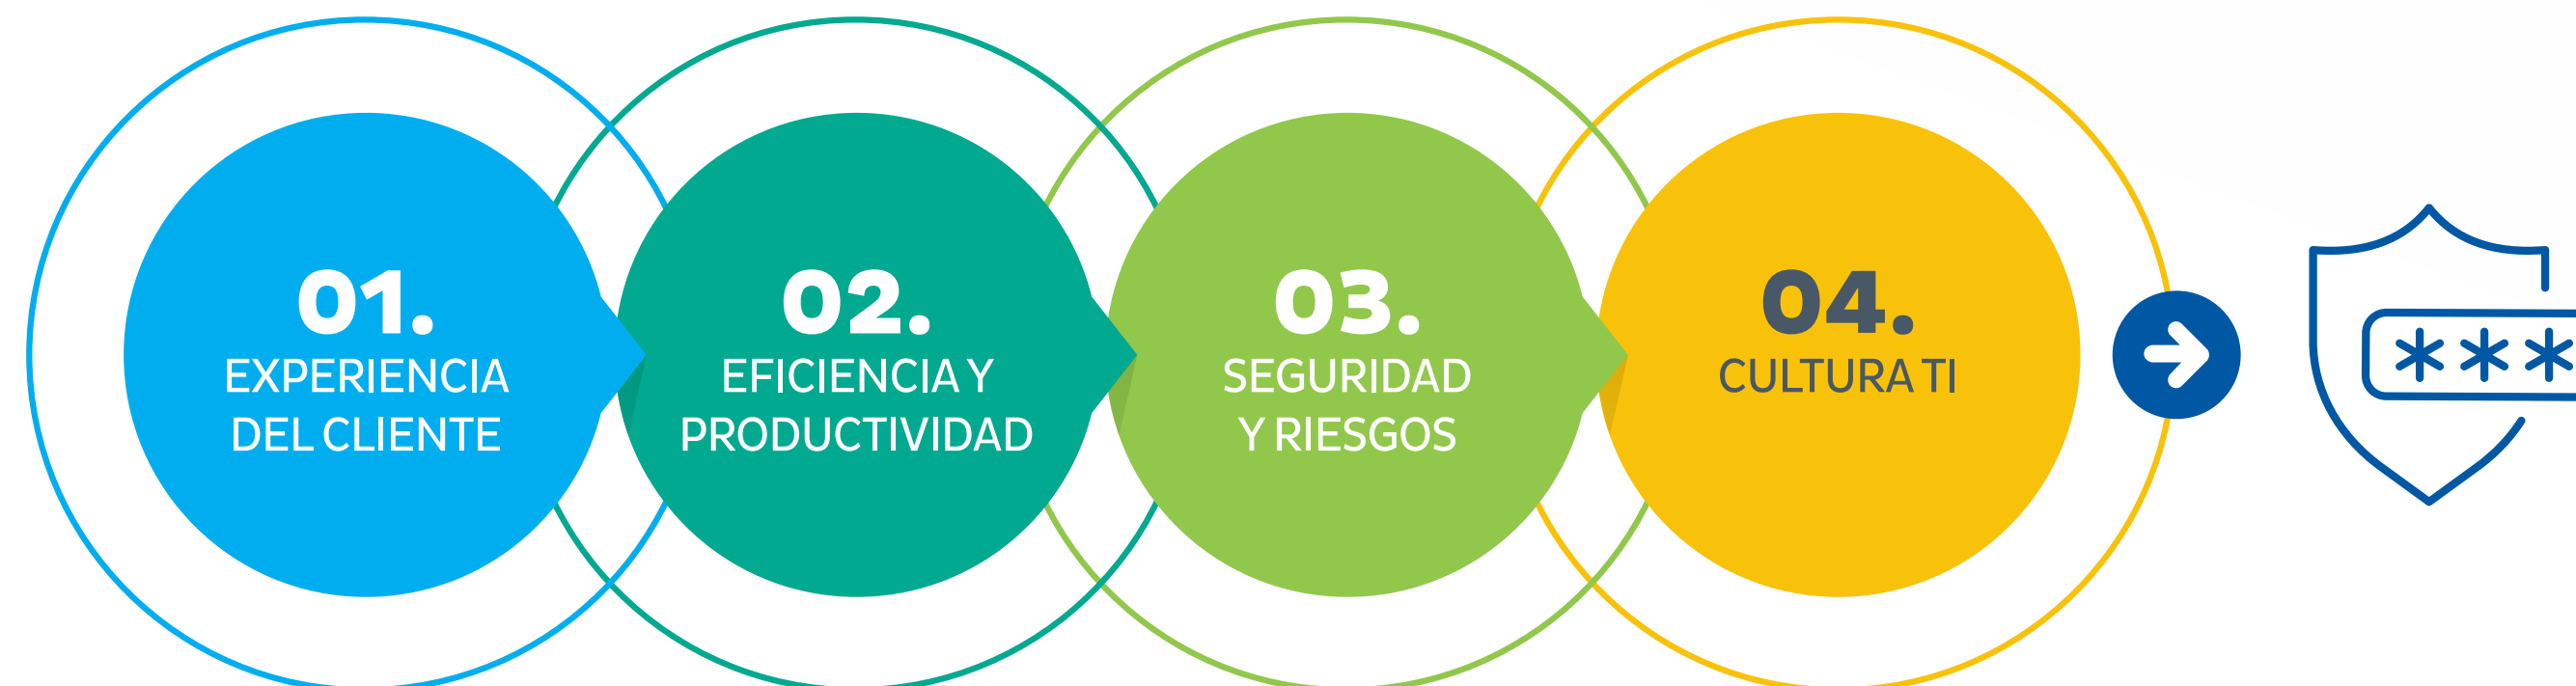 01.
EXPERIENCIA
DEL CLIENTE
02.
EFICIENCIA Y
PRODUCTIVIDAD
03.
SEGURIDAD
Y RIESGOS
04.
CULTURA TI
***